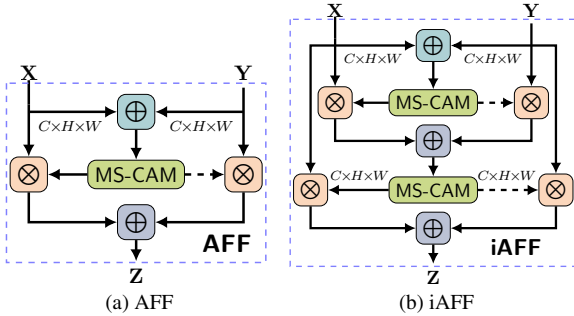 X Y
C×H×W C×H×W
⊕
⊗ MS-CAM ⊗
⊕
AFF
Z
(a) AFF
X Y
⊕
C×H×W C×H×W
⊗ MS-CAM ⊗
⊕
C×H×W C×H×W
⊗ MS-CAM ⊗
⊕
iAFF
Z
(b) iAFF